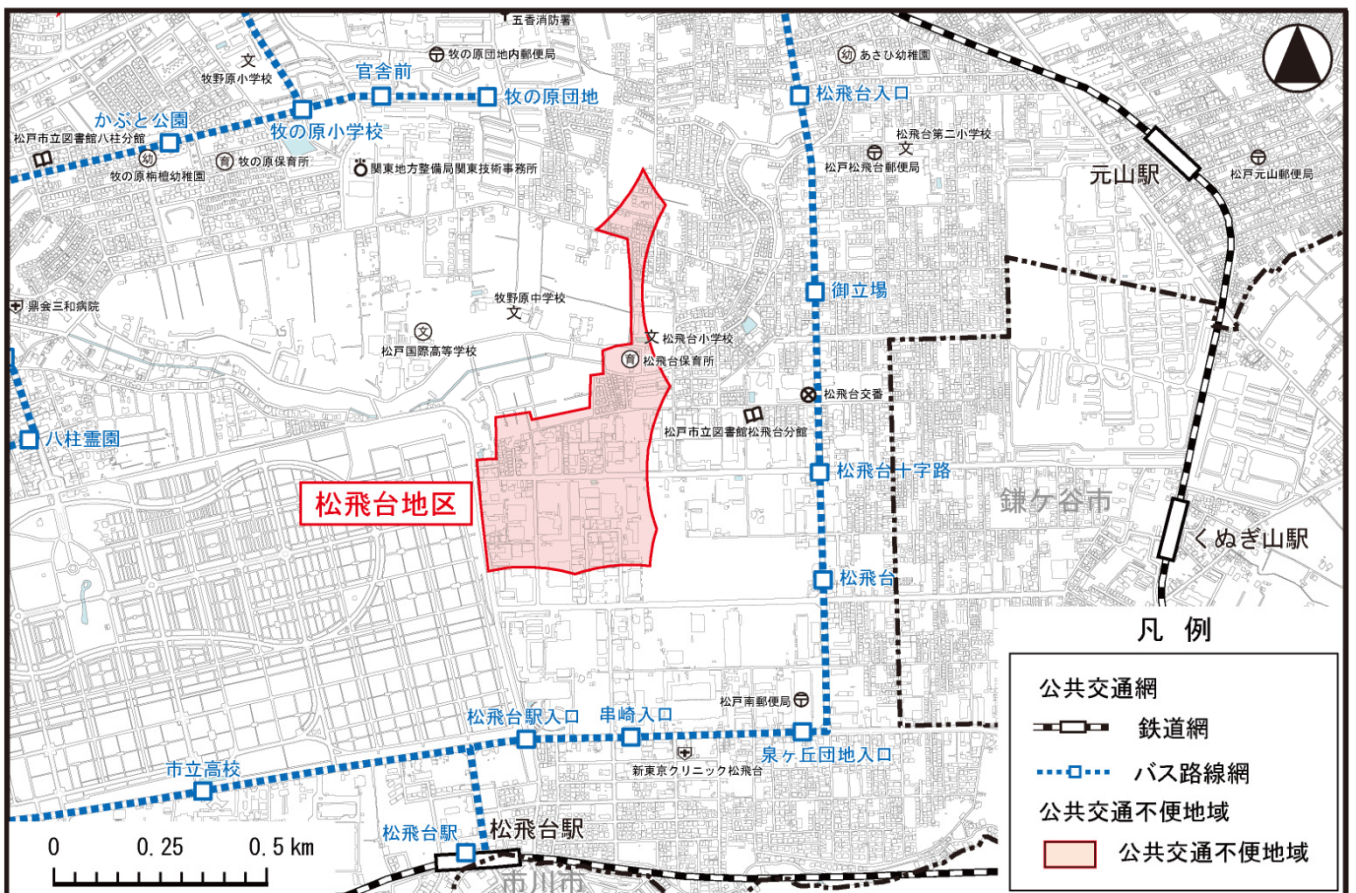 五香消防署
牧の原団地内郵便局
あさひ幼稚園
文
牧野原小学校
官舎前
牧の原団地
松飛台入口
かぶと公園
牧の原小学校
松戸市立図書館八柱分館
幼
牧の原栴檀幼稚園
育
牧の原保育所
関東地方整備局関東技術事務所
松飛台第二小学校
文
松戸松飛台郵便局
元山駅
松戸元山郵便局
県会三和病院
牧野原中学校
文
御立場
文
松戸国際高等学校
文
松飛台小学校
育
松飛台保育所
松飛台交番
松戸市立図書館松飛台分館
八柱霊園
松飛台十字路
松飛台地区
鎌ケ谷市
くぬぎ山駅
松飛台
松戸南郵便局
松飛台駅入口
串崎入口
泉ヶ丘団地入口
新東京クリニック松飛台
市立高校
松飛台駅
松飛台駅
市川市
0 0.25 0.5 km
凡 例
公共交通網
鉄道網
バス路線網
公共交通不便地域
公共交通不便地域